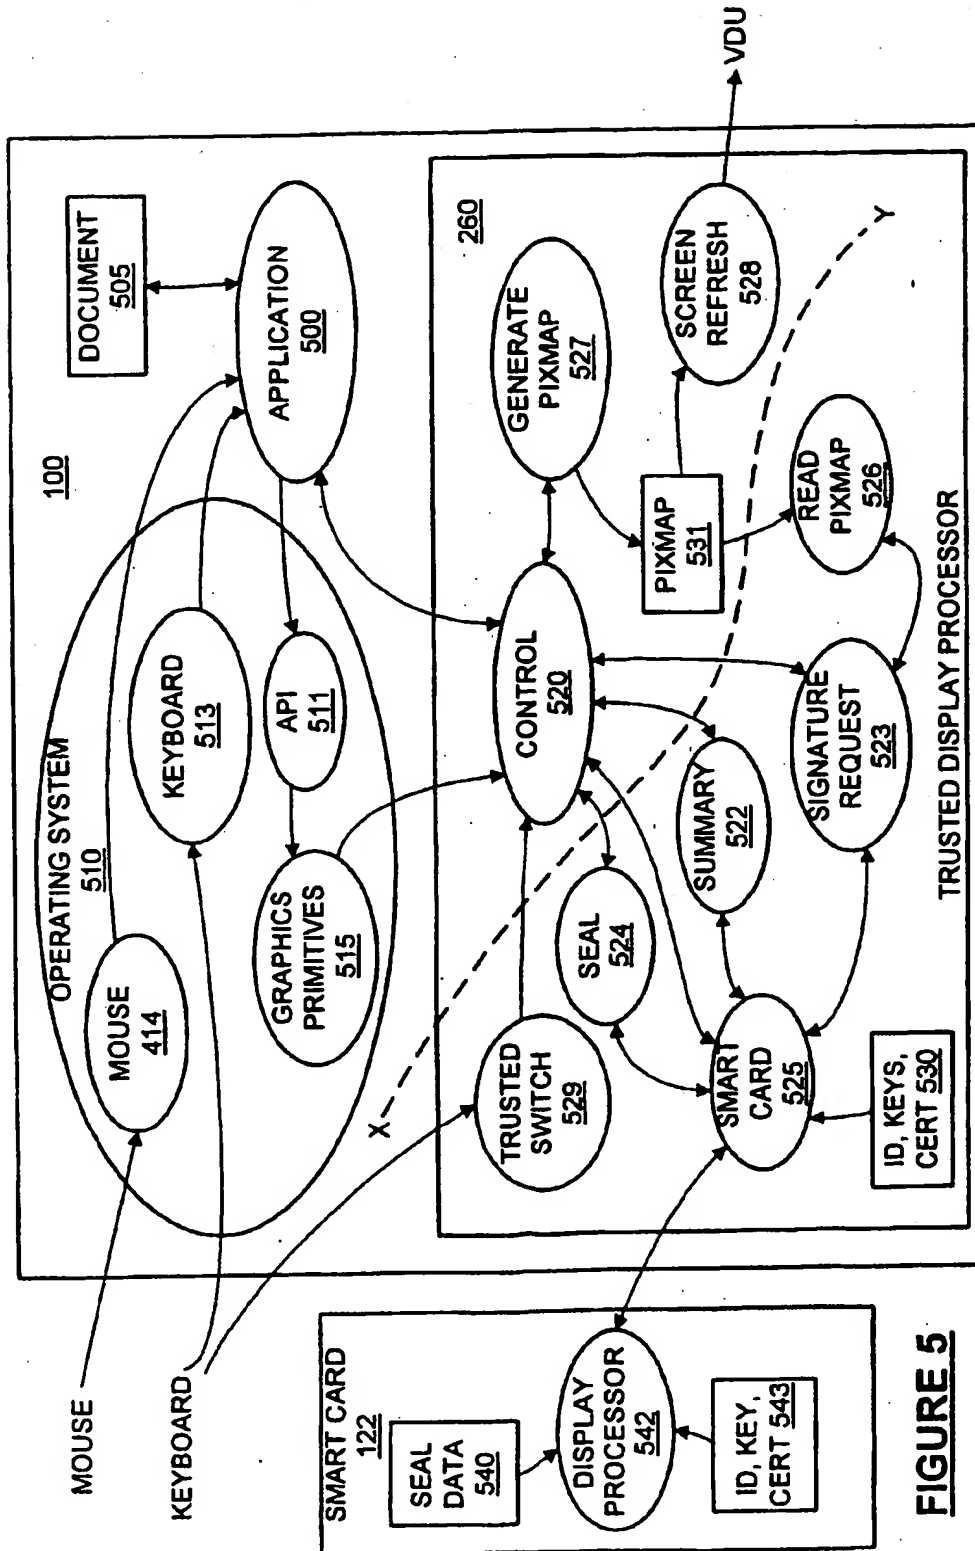 MOUSE
KEYBOARD
OPERATING SYSTEM
510
MOUSE
414
KEYBOARD
513
GRAPHICS
PRIMITIVES
515
API
511
100
DOCUMENT
505
APPLICATION
500
260
X
TRUSTED
SWITCH
529
CONTROL
520
GENERATE
PIXMAP
527
PIXMAP
531
SCREEN
REFRESH
528
VDU
Y
SEAL
524
SUMMARY
522
SIGNATURE
REQUEST
523
READ
PIXMAP
526
SMART
CARD
525
ID, KEYS,
CERT 530
TRUSTED DISPLAY PROCESSOR
SMART CARD
122
SEAL
DATA
540
DISPLAY
PROCESSOR
542
ID, KEY,
CERT 543
FIGURE 5